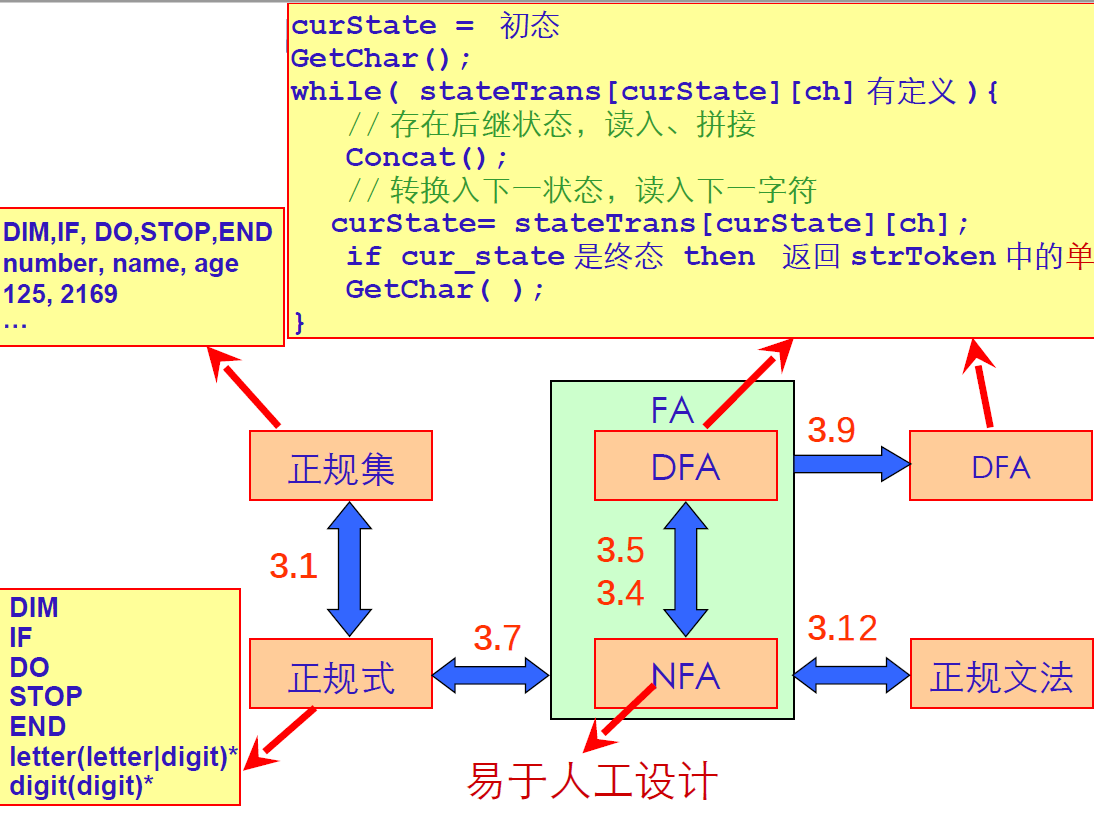 curState = 初态
GetChar();
while( stateTrans[curState][ch] 有定义 ){
// 存在后继状态，读入、拼接
Concat();
// 转换入下一状态，读入下一字符
curState= stateTrans[curState][ch];
if cur_state 是终态 then 返回 strToken 中的单
GetChar( );
}
DIM,IF, DO,STOP,END
number, name, age
125, 2169
…
FA
正规集
DFA
3.9
DFA
3.1
3.5
3.4
正规式
3.7
NFA
3.12
正规文法
DIM
IF
DO
STOP
END
letter(letter|digit)*
digit(digit)*
易于人工设计